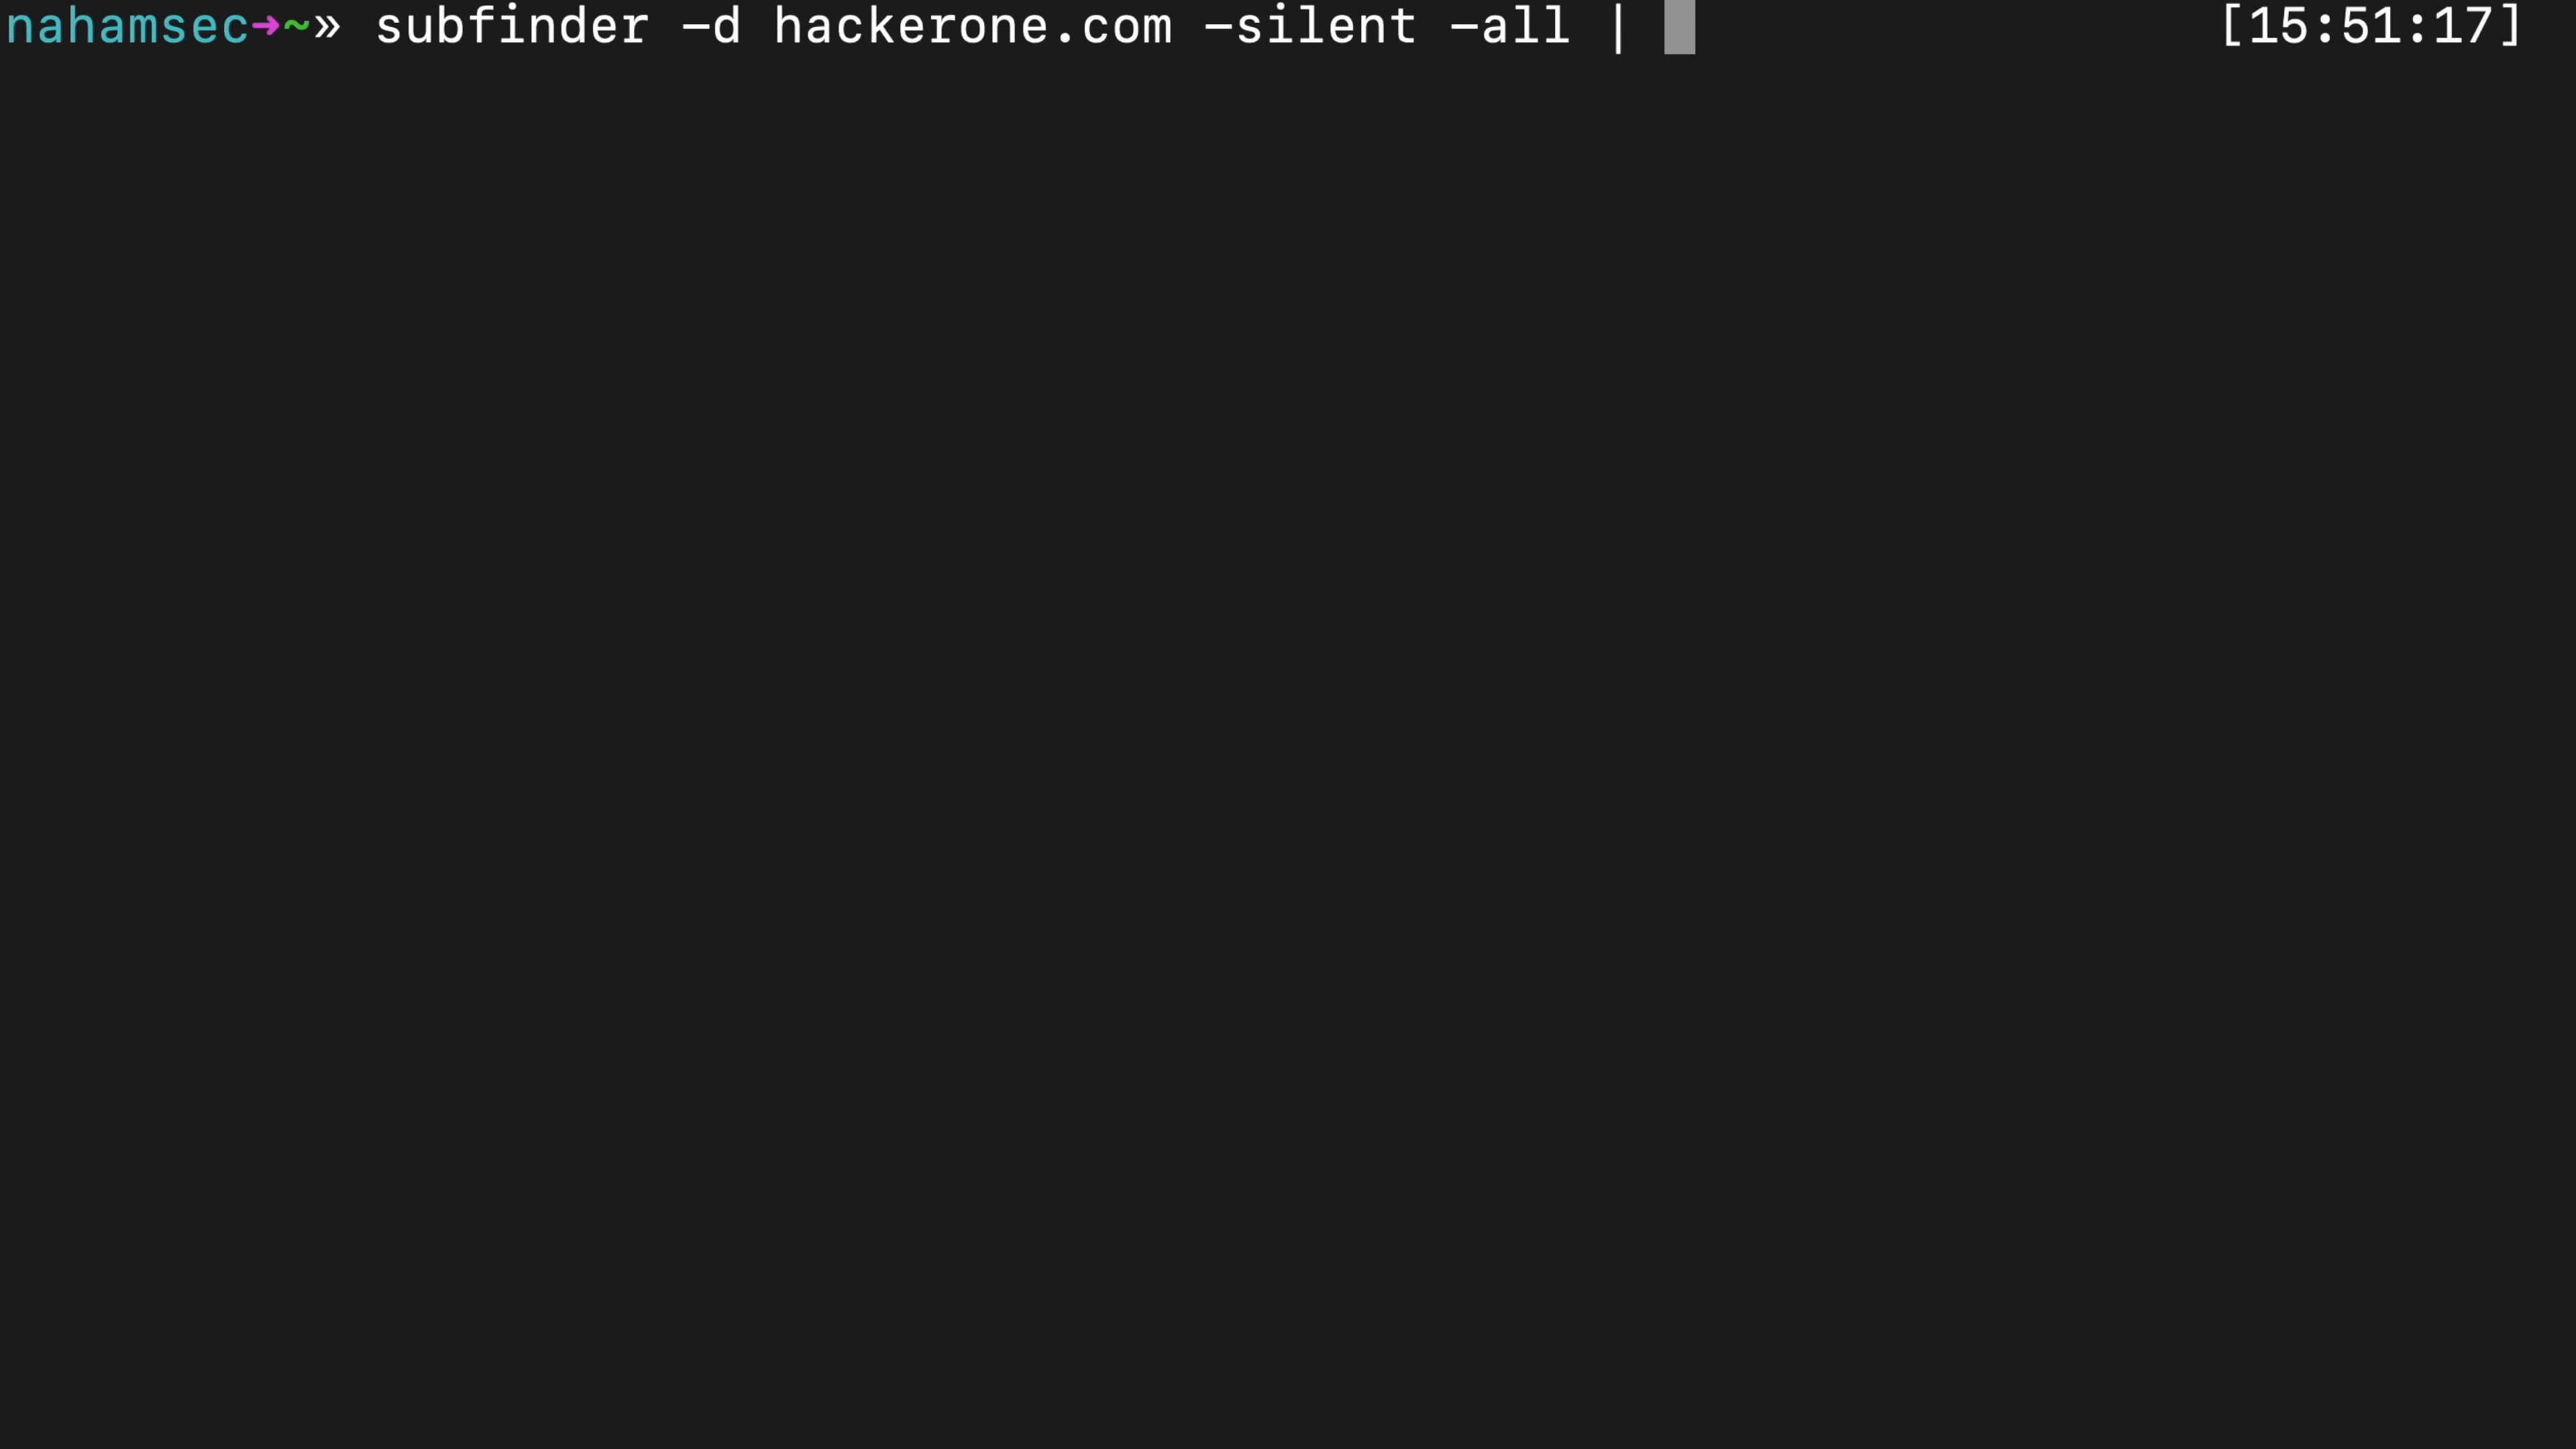 nahamsec→~» subfinder -d hackerone.com -silent -all | [15:51:17]